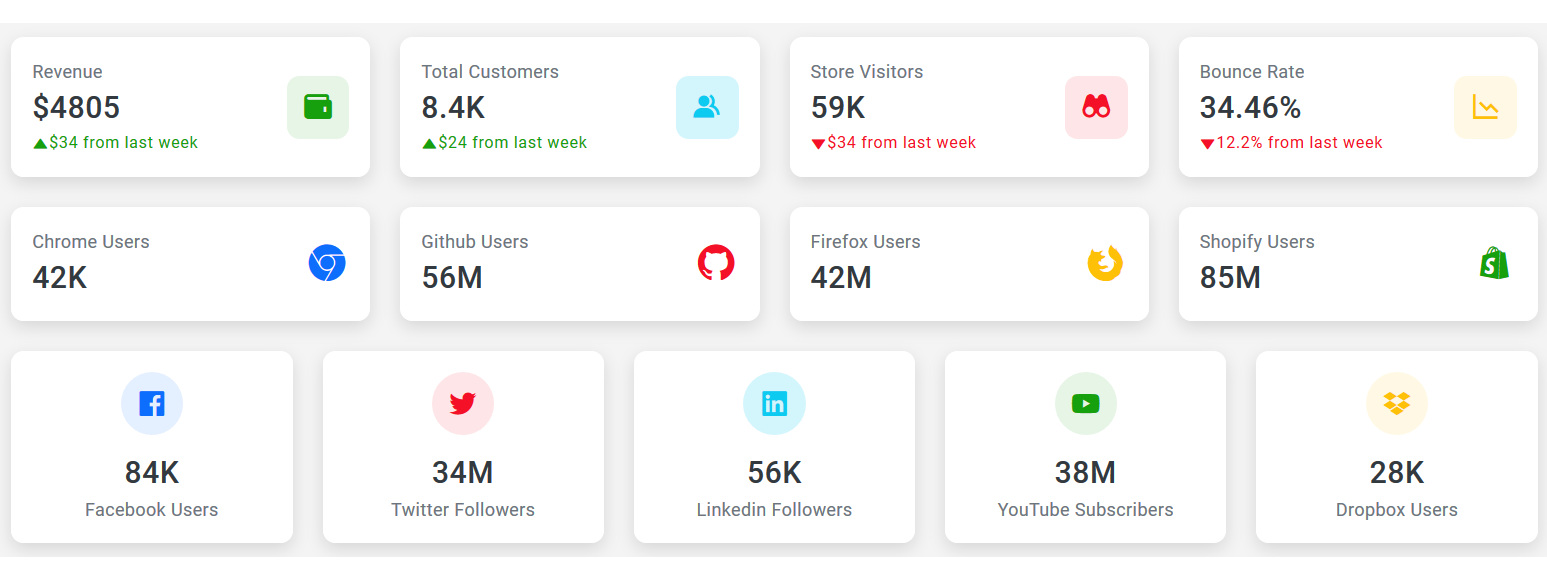 Revenue
$4805
▲$34 from last week
Total Customers
8.4K
▲$24 from last week
Store Visitors
59K
▼$34 from last week
Bounce Rate
34.46%
▼12.2% from last week
Chrome Users
42K
Github Users
56M
Firefox Users
42M
Shopify Users
85M
84K
Facebook Users
34M
Twitter Followers
56K
Linkedin Followers
38M
YouTube Subscribers
28K
Dropbox Users